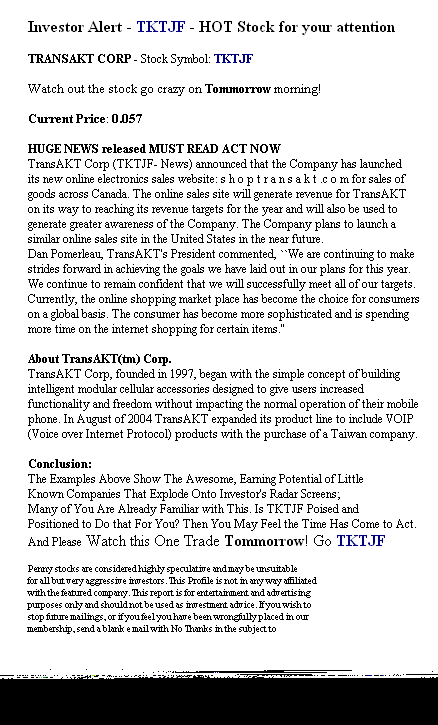 Investor Alert - TKTJF - HOT Stock for your attention
TRANSAKT CORP - Stock Symbol: TKTJF
Watch out the stock go crazy on Tommorrow morning!
Current Price: 0.057
HUGE NEWS released MUST READ ACT NOW
TransAKT Corp (TKTJF- News) announced that the Company has launched
its new online electronics sales website: s h o p t r a n s a k t .c o m for sales of
goods across Canada. The online sales site will generate revenue for TransAKT
on its way to reaching its revenue targets for the year and will also be used to
generate greater awareness of the Company. The Company plans to launch a
similar online sales site in the United States in the near future.
Dan Pomerleau, TransAKT's President commented, ``We are continuing to make
strides forward in achieving the goals we have laid out in our plans for this year.
We continue to remain confident that we will successfully meet all of our targets.
Currently, the online shopping market place has become the choice for consumers
on a global basis. The consumer has become more sophisticated and is spending
more time on the internet shopping for certain items."
About TransAKT(tm) Corp.
TransAKT Corp, founded in 1997, began with the simple concept of building
intelligent modular cellular accessories designed to give users increased
functionality and freedom without impacting the normal operation of their mobile
phone. In August of 2004 TransAKT expanded its product line to include VOIP
(Voice over Internet Protocol) products with the purchase of a Taiwan company.
Conclusion:
The Examples Above Show The Awesome, Earning Potential of Little
Known Companies That Explode Onto Investor's Radar Screens;
Many of You Are Already Familiar with This. Is TKTJF Poised and
Positioned to Do that For You? Then You May Feel the Time Has Come to Act.
And Please Watch this One Trade Tommorrow! Go TKTJF
Penny stocks are considered highly speculative and may be unsuitable
for all but very aggressive investors. This Profile is not in any way affiliated
with the featured company. This report is for entertainment and advertising
purposes only and should not be used as investment advice. If you wish to
stop future mailings, or if you feel you have been wrongfully placed in our
membership, send a blank e mail with No Thanks in the subject to